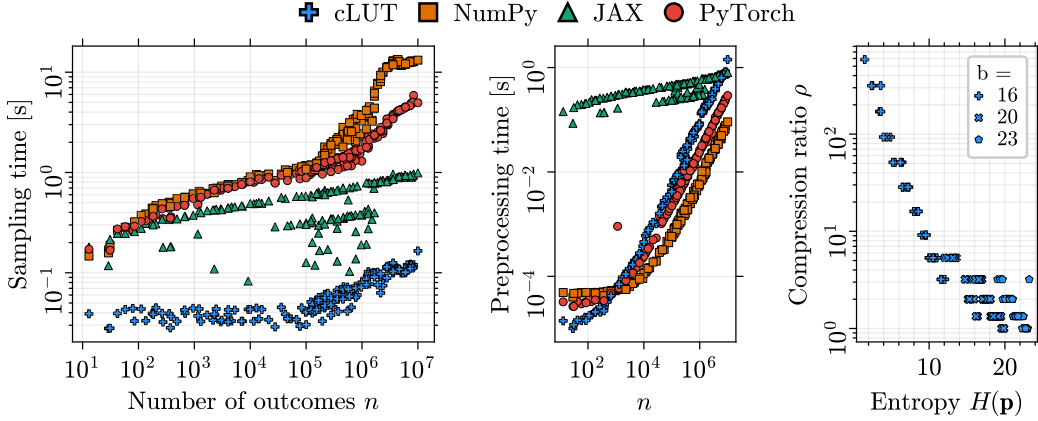 cLUT NumPy JAX PyTorch
Sampling time [s]
10^1
10^0
10^−1
10^1 10^2 10^3 10^4 10^5 10^6 10^7
Number of outcomes n
Preprocessing time [s]
10^0
10^−2
10^−4
10^2 10^4 10^6
n
Compression ratio ρ
10^2
10^1
10^0
b =
16
20
23
10 20
Entropy H(p)